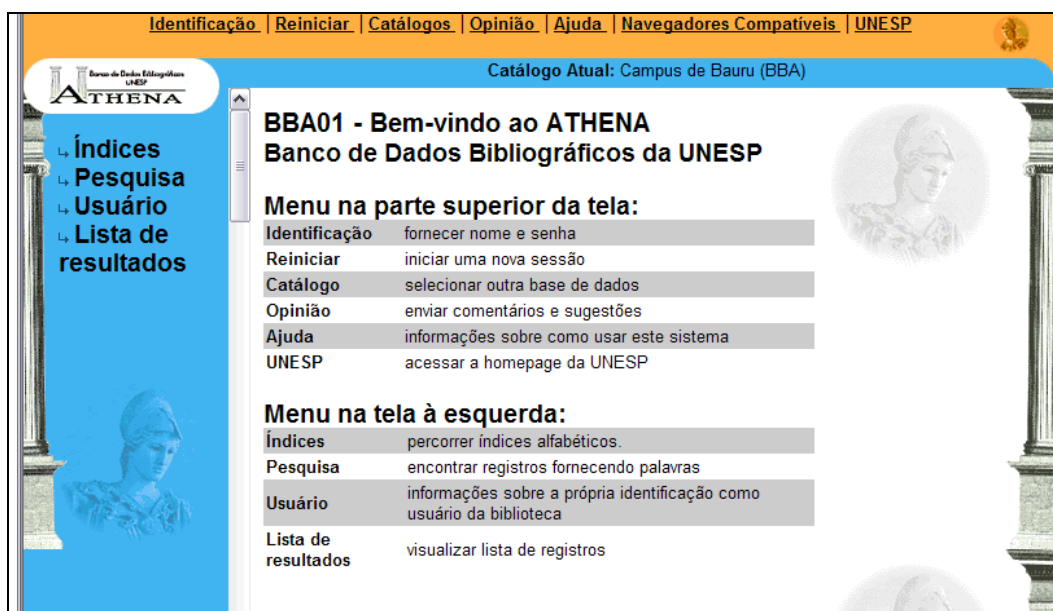 Identificação | Reiniciar | Catálogos | Opinião | Ajuda | Navegadores Compatíveis | UNESP
Banco de Dados Bibliográficos
UNESP
ATHENA
Catálogo Atual: Campus de Bauru (BBA)
Índices
Pesquisa
Usuário
Lista de
resultados
BBA01 - Bem-vindo ao ATHENA
Banco de Dados Bibliográficos da UNESP
Menu na parte superior da tela:
Identificação fornecer nome e senha
Reiniciar iniciar uma nova sessão
Catálogo selecionar outra base de dados
Opinião enviar comentários e sugestões
Ajuda informações sobre como usar este sistema
UNESP acessar a homepage da UNESP
Menu na tela à esquerda:
Índices percorrer índices alfabéticos.
Pesquisa encontrar registros fornecendo palavras
Usuário informações sobre a própria identificação como
usuário da biblioteca
Lista de
resultados visualizar lista de registros